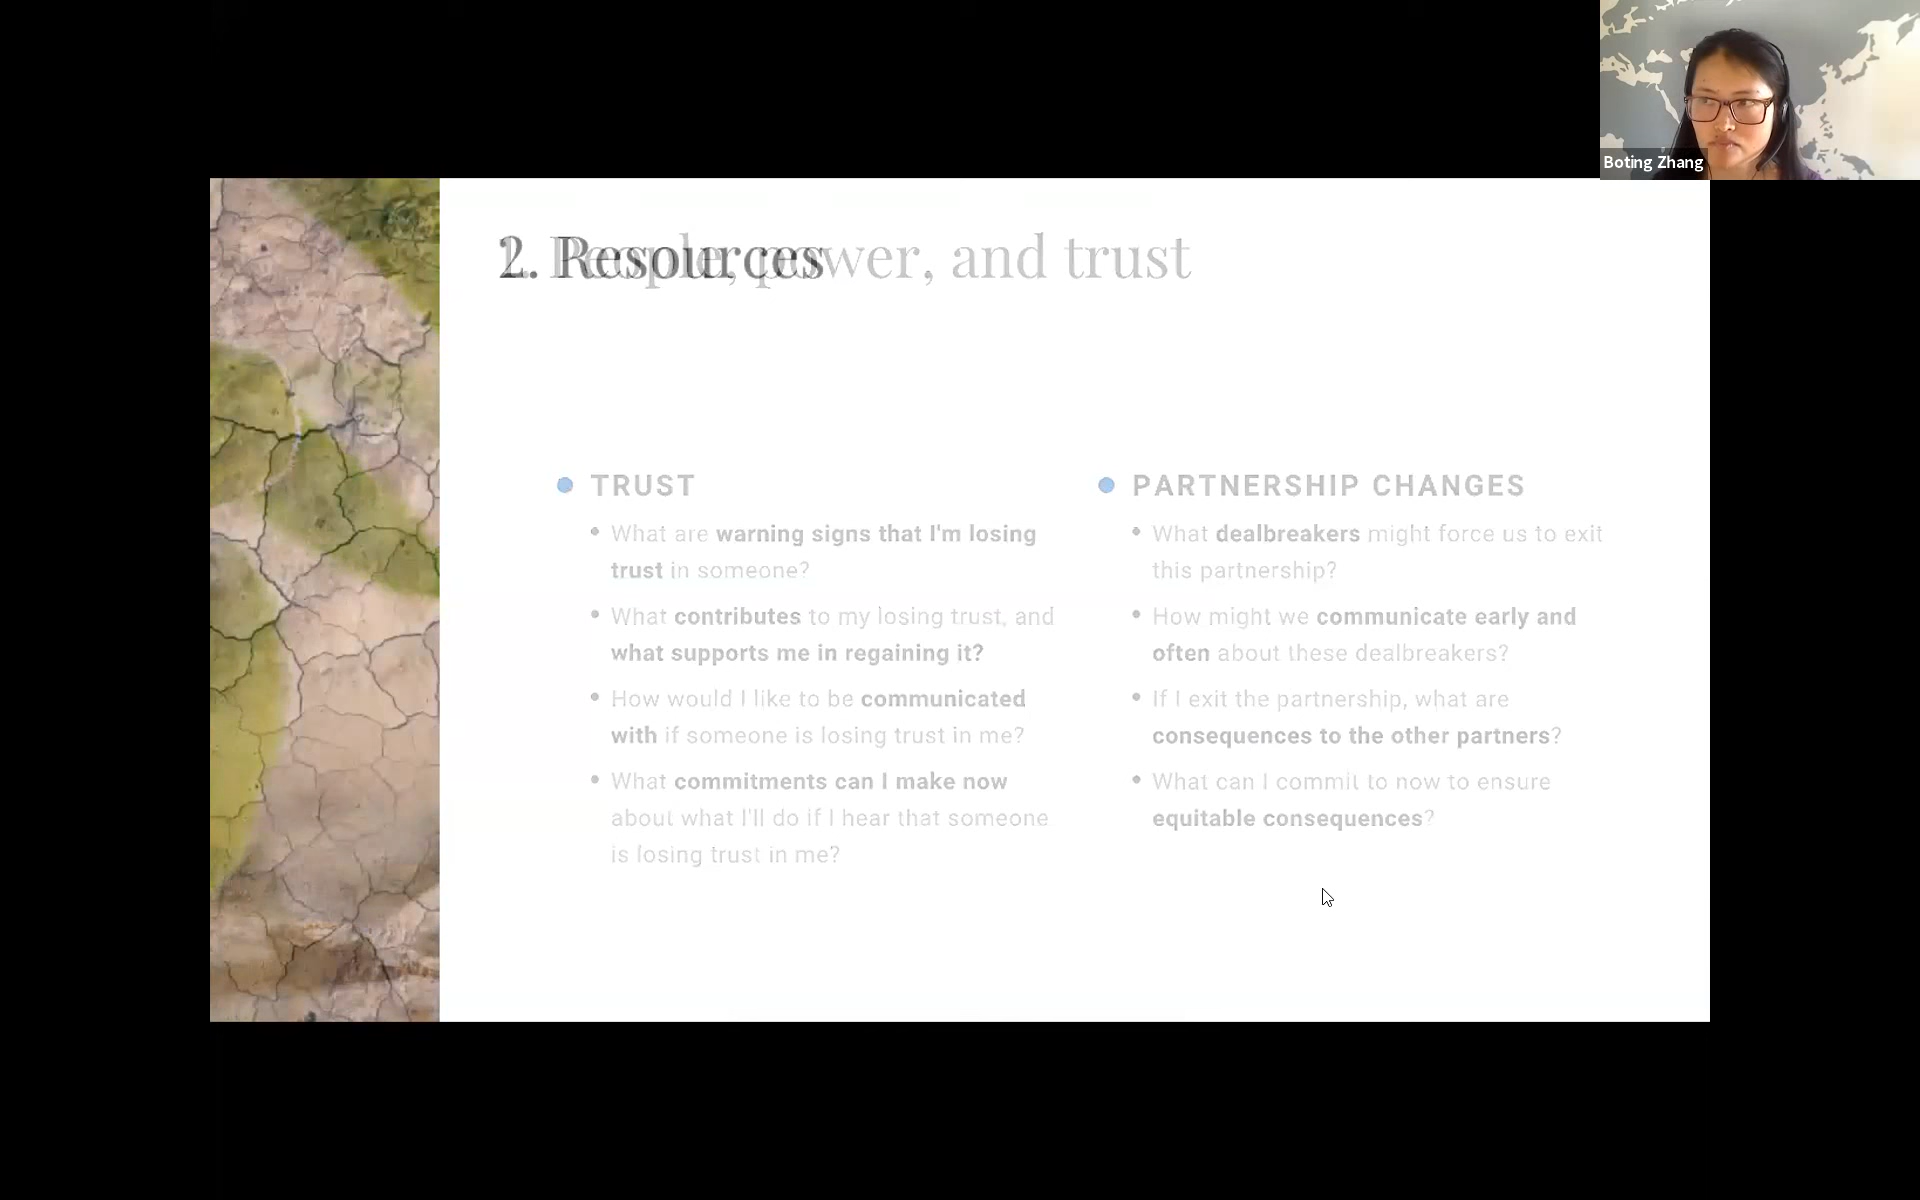 Boting Zhang
2. Resources
People, power, and trust
TRUST
What are warning signs that I'm losing
trust in someone?
What contributes to my losing trust, and
what supports me in regaining it?
How would I like to be communicated
with if someone is losing trust in me?
What commitments can I make now
about what I'll do if I hear that someone
is losing trust in me?
PARTNERSHIP CHANGES
What dealbreakers might force us to exit
this partnership?
How might we communicate early and
often about these dealbreakers?
If I exit the partnership, what are
consequences to the other partners?
What can I commit to now to ensure
equitable consequences?